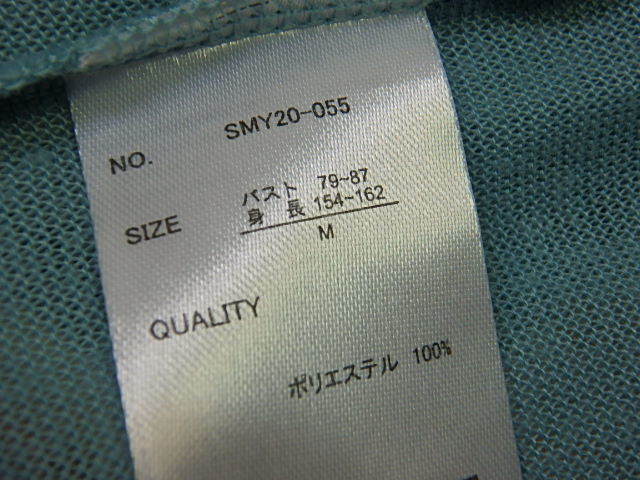 NO. SMY20-055
バスト 79~87
SIZE 身 長 154~162
M
QUALITY
ポリエステル 100%